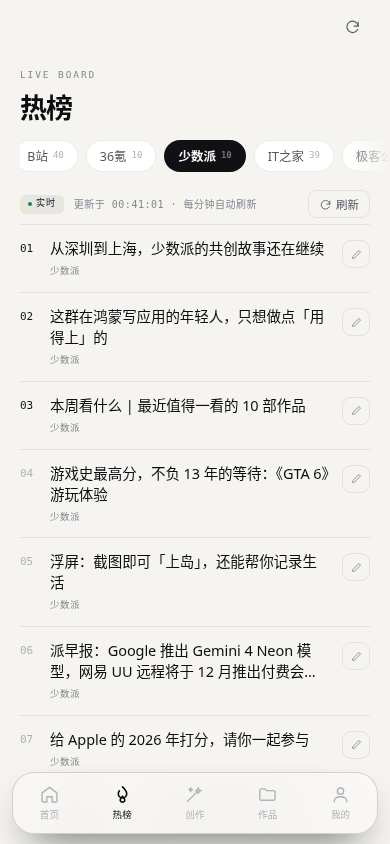 LIVE BOARD
热榜
B站 40
36氪 10
少数派 10
IT之家 39
极客
实时
更新于 00:41:01 · 每分钟自动刷新
刷新
01
从深圳到上海，少数派的共创故事还在继续
少数派
02
这群在鸿蒙写应用的年轻人，只想做点「用
得上」的
少数派
03
本周看什么 | 最近值得一看的 10 部作品
少数派
04
游戏史最高分，不负 13 年的等待：《GTA 6》
游玩体验
少数派
05
浮屏：截图即可「上岛」，还能帮你记录生
活
少数派
06
派早报：Google 推出 Gemini 4 Neon 模
型，网易 UU 远程将于 12 月推出付费会…
少数派
07
给 Apple 的 2026 年打分，请你一起参与
少数派
首页
热榜
创作
作品
我的